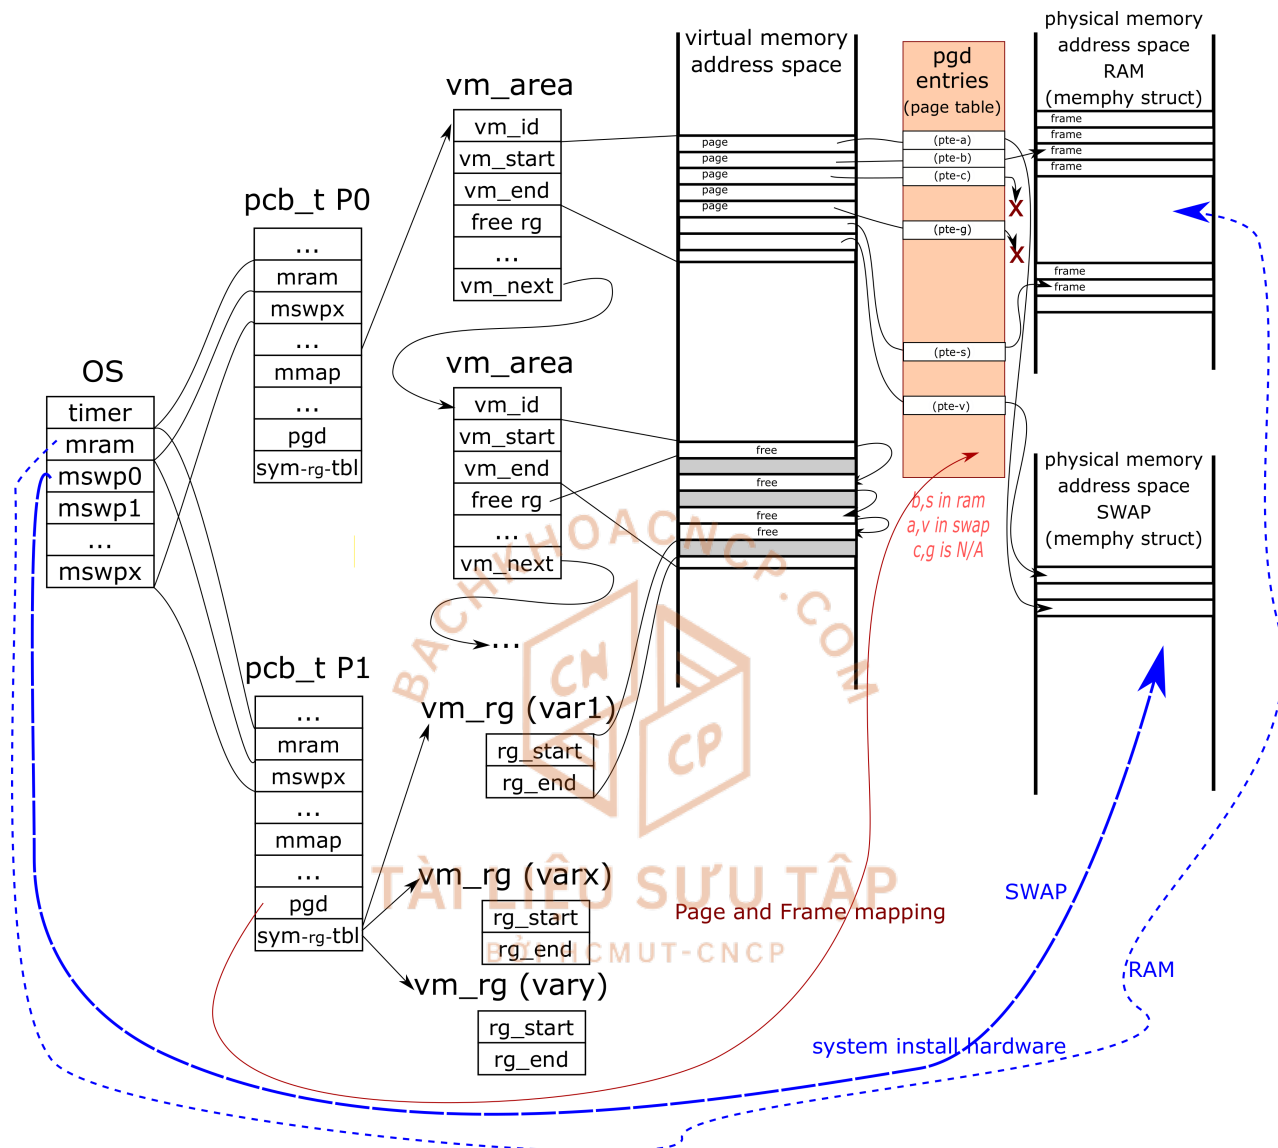 virtual memory
address space
pgd
entries
(page table)
physical memory
address space
RAM
(memphy struct)
frame
frame
frame
frame
frame
frame
vm_area
vm_id
vm_start
vm_end
free rg
...
vm_next
page
page
page
page
page
(pte-a)
(pte-b)
(pte-c)
X
(pte-g)
X
(pte-s)
(pte-v)
pcb_t P0
...
mram
mswpx
...
mmap
...
pgd
sym-rg-tbl
OS
timer
mram
mswp0
mswp1
...
mswpx
vm_area
vm_id
vm_start
vm_end
free rg
...
vm_next
...
free
free
free
free
b,s in ram
a,v in swap
c,g is N/A
physical memory
address space
SWAP
(memphy struct)
BACHKHOACNCP.COM
CN
CP
TÀI LIỆU SƯU TẬP
BỞI HCMUT-CNCP
pcb_t P1
...
mram
mswpx
...
mmap
...
pgd
sym-rg-tbl
vm_rg (var1)
rg_start
rg_end
vm_rg (varx)
rg_start
rg_end
vm_rg (vary)
rg_start
rg_end
Page and Frame mapping
SWAP
RAM
system install hardware